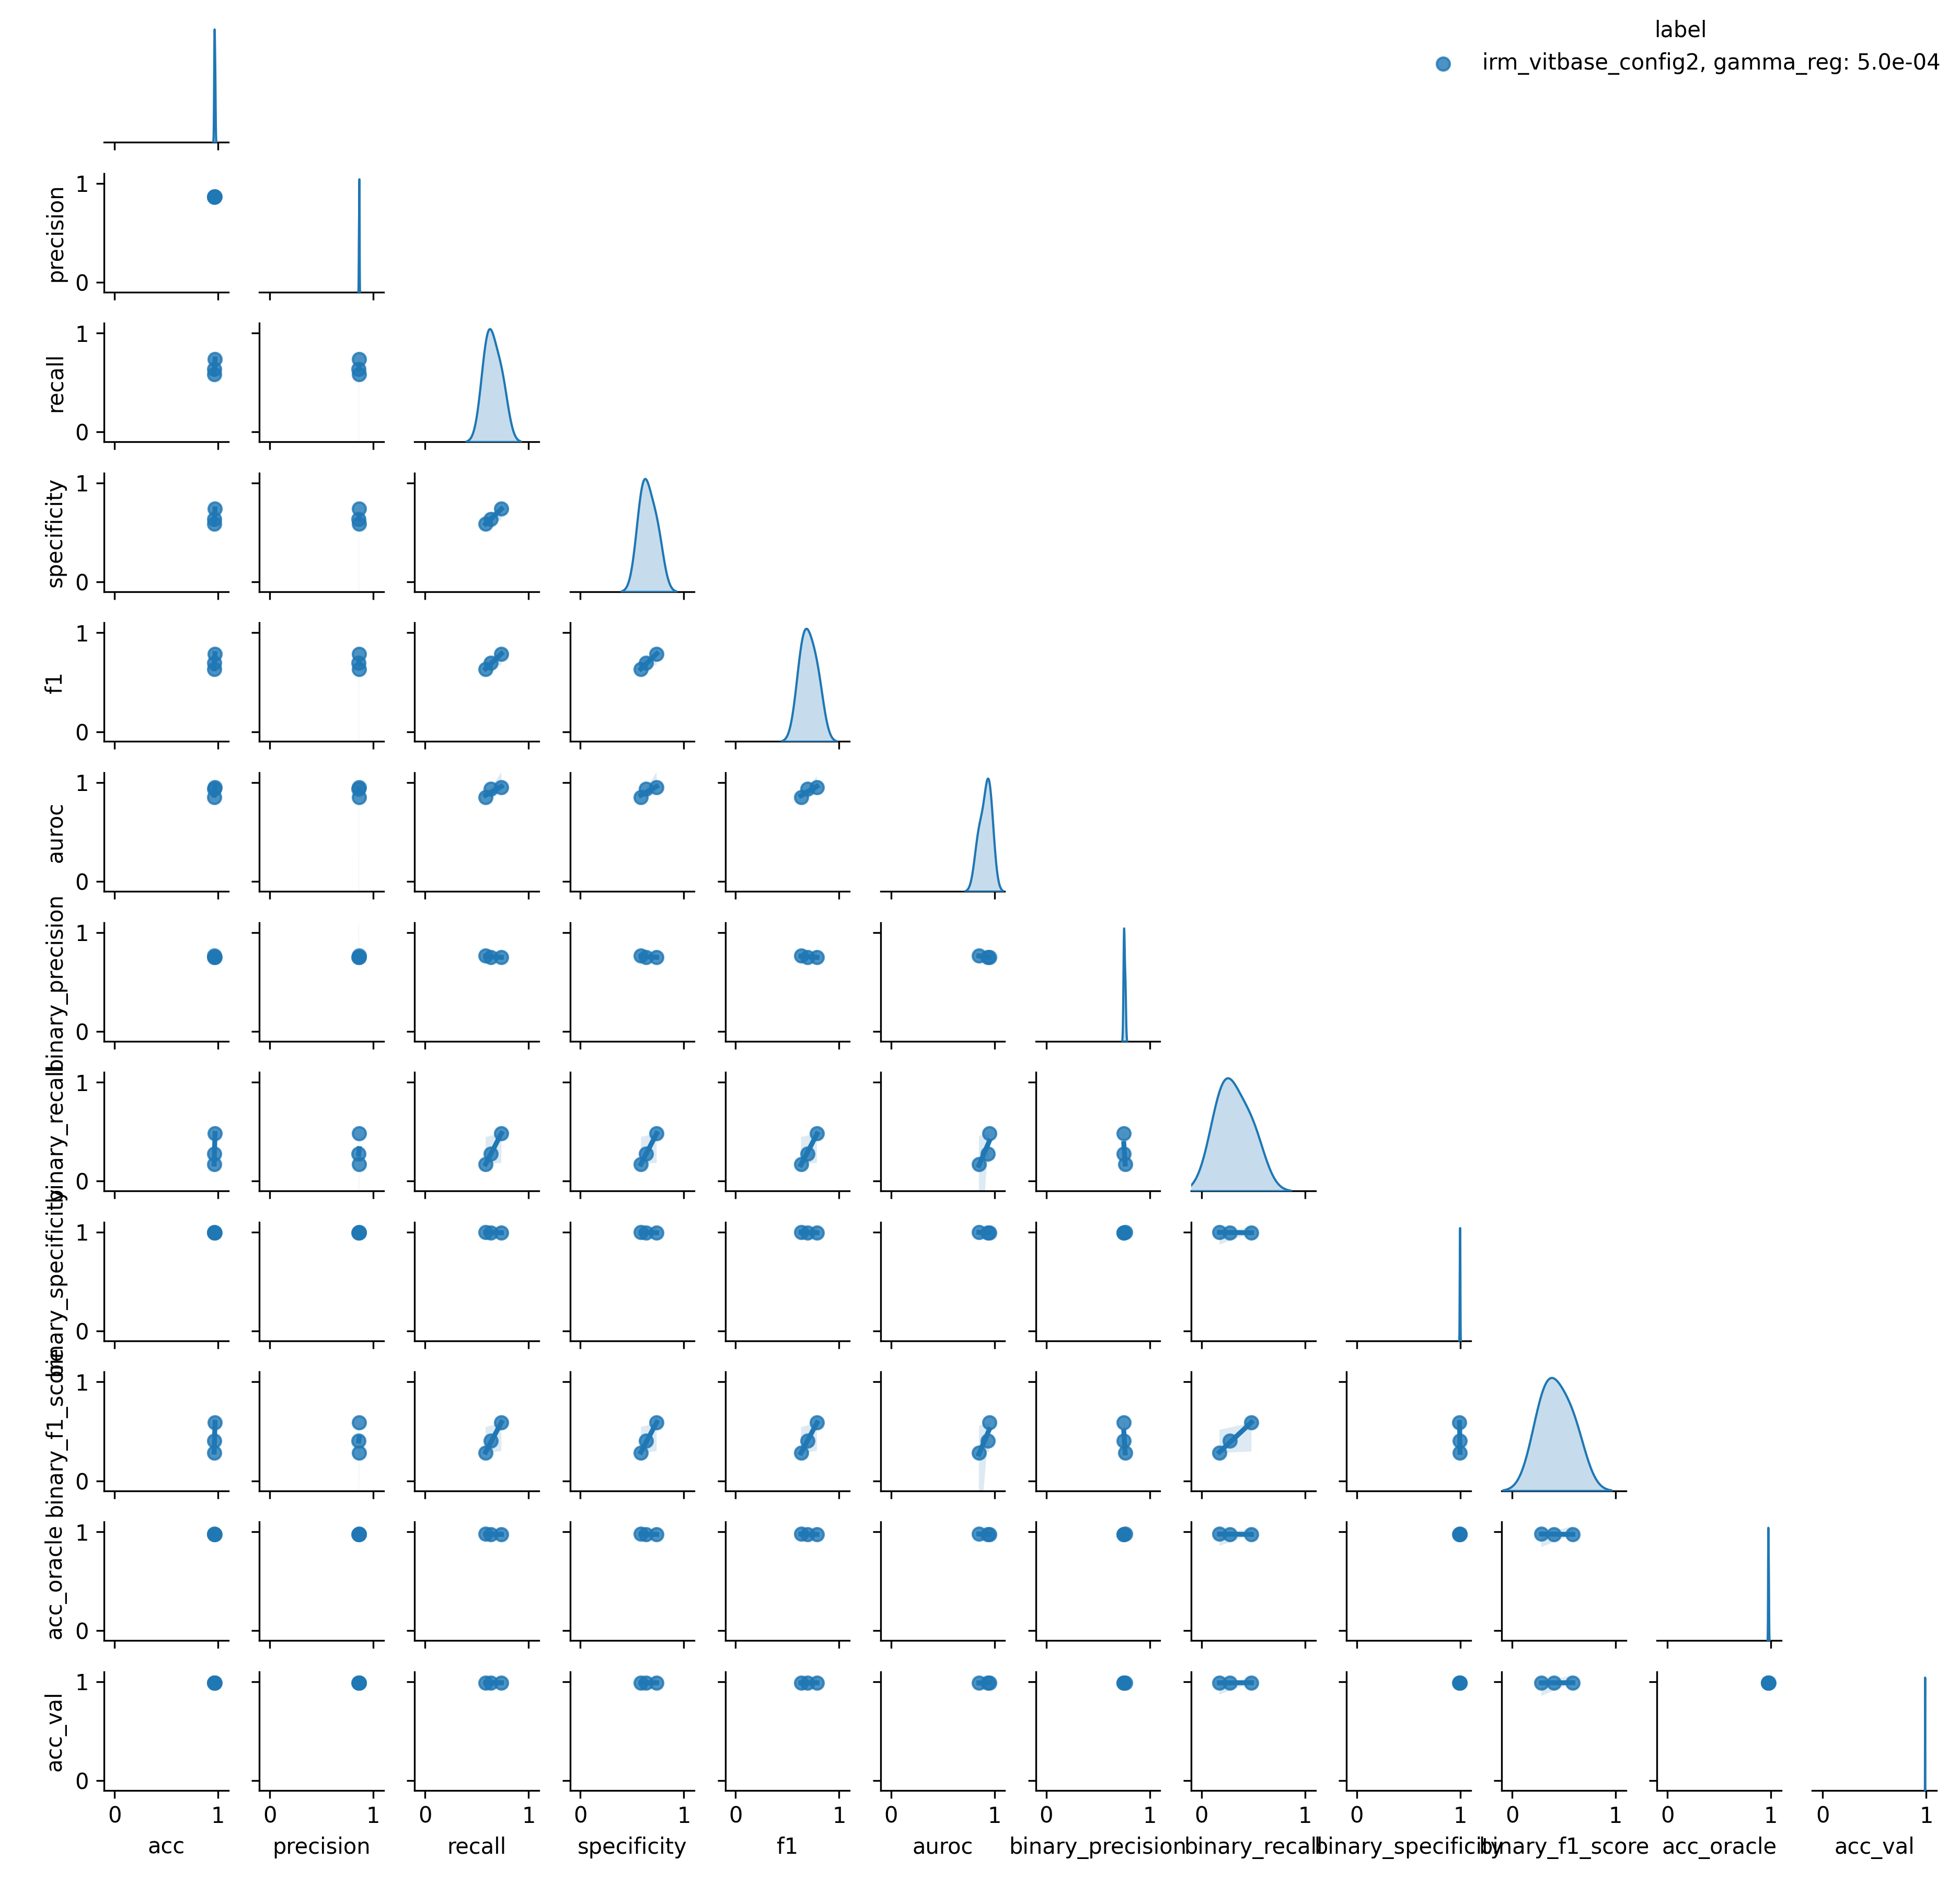 label
irm_vitbase_config2, gamma_reg: 5.0e-04
precision
1
0
recall
1
0
specificity
1
0
f1
1
0
auroc
1
0
binary_precision
1
0
binary_recall
1
0
binary_specificity
1
0
binary_f1_score
1
0
acc_oracle
1
0
acc_val
1
0
0 1 0 1 0 1 0 1 0 1 0 1 0 1 0 1 0 1 0 1 0 1 0 1
acc precision recall specificity f1 auroc binary_precision binary_recall binary_specificity binary_f1_score acc_oracle acc_val